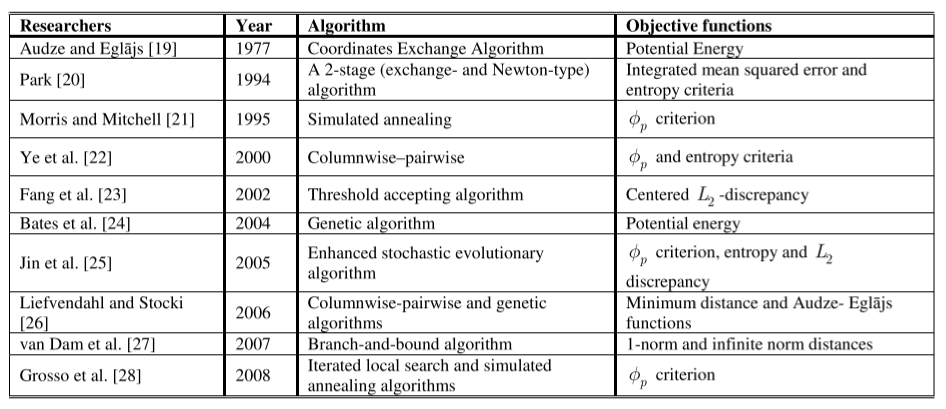 Researchers Year Algorithm Objective functions
Audze and Eglājs [19] 1977 Coordinates Exchange Algorithm Potential Energy
Park [20] 1994 A 2-stage (exchange- and Newton-type) algorithm Integrated mean squared error and entropy criteria
Morris and Mitchell [21] 1995 Simulated annealing ϕp criterion
Ye et al. [22] 2000 Columnwise–pairwise ϕp and entropy criteria
Fang et al. [23] 2002 Threshold accepting algorithm Centered L2 -discrepancy
Bates et al. [24] 2004 Genetic algorithm Potential energy
Jin et al. [25] 2005 Enhanced stochastic evolutionary algorithm ϕp criterion, entropy and L2 discrepancy
Liefvendahl and Stocki [26] 2006 Columnwise-pairwise and genetic algorithms Minimum distance and Audze- Eglājs functions
van Dam et al. [27] 2007 Branch-and-bound algorithm 1-norm and infinite norm distances
Grosso et al. [28] 2008 Iterated local search and simulated annealing algorithms ϕp criterion